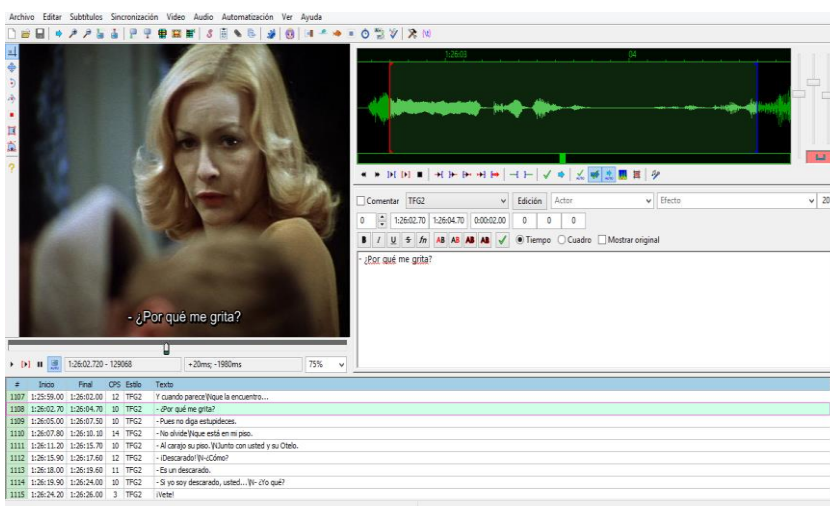 Archivo Editar Subtítulos Sincronización Video Audio Automatización Ver Ayuda
1:26:03 04
- ¿Por qué me grita?
Comentar TFG2 Edición Actor Efecto 20
0 1:26:02.70 1:26:04.70 0:00:02.00 0 0 0
B I U S fn AB AB AB AB Tiempo Cuadro Mostrar original
- ¿Por qué me grita?
1:26:02.720 - 129068 +20ms; -1980ms 75%
# Inicio Final CPS Estilo Texto
1107 1:25:59.00 1:26:02.00 12 TFG2 Y cuando parece\Nque la encuentro...
1108 1:26:02.70 1:26:04.70 10 TFG2 - ¿Por qué me grita?
1109 1:26:05.00 1:26:07.50 10 TFG2 - Pues no diga estupideces.
1110 1:26:07.80 1:26:10.10 14 TFG2 - No olvide\Nque está en mi piso.
1111 1:26:11.20 1:26:15.70 10 TFG2 - Al carajo su piso.\NJunto con usted y su Otelo.
1112 1:26:15.90 1:26:17.60 12 TFG2 - ¡Descarado!\N-¿Cómo?
1113 1:26:18.00 1:26:19.60 11 TFG2 - Es un descarado.
1114 1:26:19.90 1:26:24.00 10 TFG2 - Si yo soy descarado, usted...\N- ¿Yo qué?
1115 1:26:24.20 1:26:26.00 3 TFG2 ¡Vete!